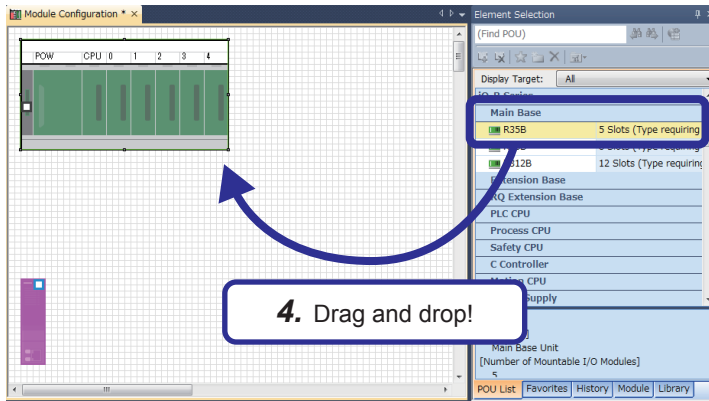 Module Configuration *
Element Selection
(Find POU)
Display Target: All
Main Base
R35B 5 Slots (Type requiring
12B 12 Slots (Type requiring
Extension Base
RQ Extension Base
PLC CPU
Process CPU
Safety CPU
C Controller
CPU
Supply
POW CPU 0 1 2 3 4
4. Drag and drop!
Main Base Unit
[Number of Mountable I/O Modules]
5
POU List Favorites History Module Library